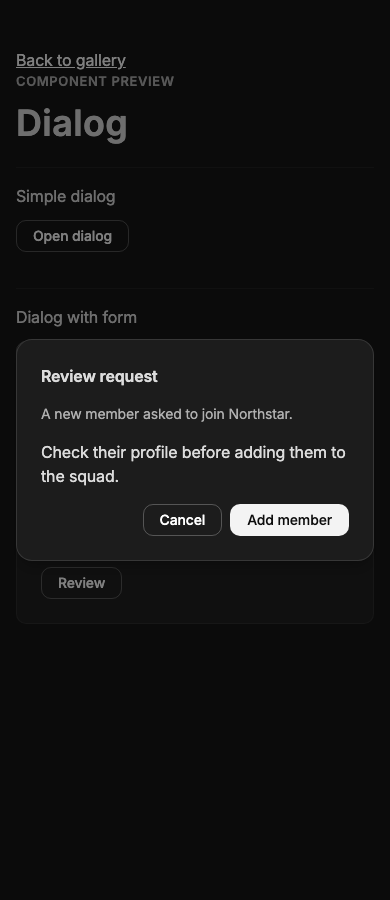 Back to gallery
COMPONENT PREVIEW
Dialog
Simple dialog
Open dialog
Dialog with form
Review request
A new member asked to join Northstar.
Check their profile before adding them to
the squad.
Cancel
Add member
Review